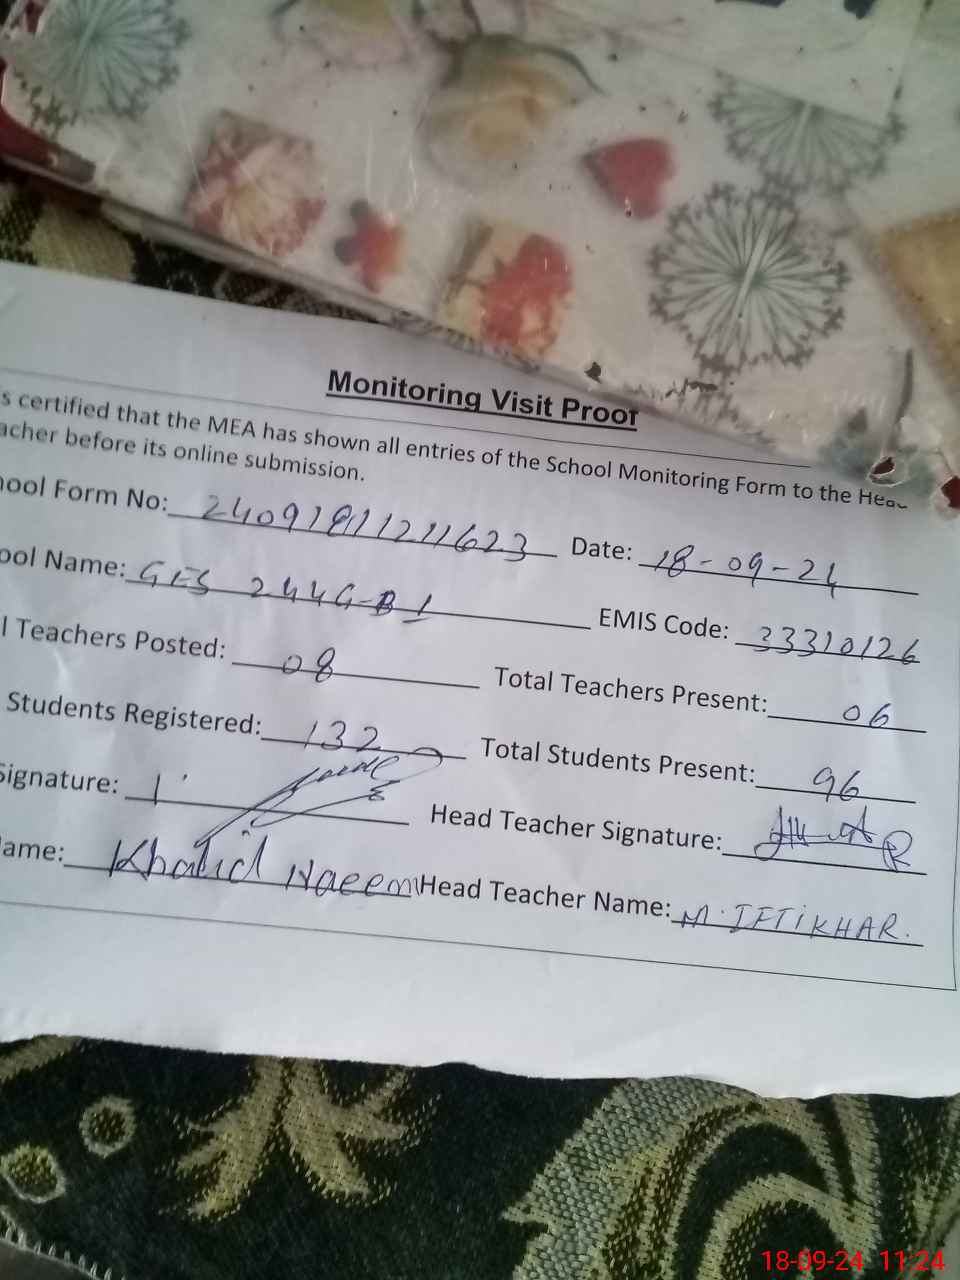 Monitoring Visit Proof
s certified that the MEA has shown all entries of the School Monitoring Form to the Head
acher before its online submission.
hool Form No: 24091811211623 Date: 18-09-24
ool Name: GES 244G-B1 EMIS Code: 33310126
l Teachers Posted: 08 Total Teachers Present: 06
Students Registered: 132 Total Students Present: 96
Signature: Head Teacher Signature:
ame: Khalid Naeem Head Teacher Name: M. IFTIKHAR.
18-09-24 11:24